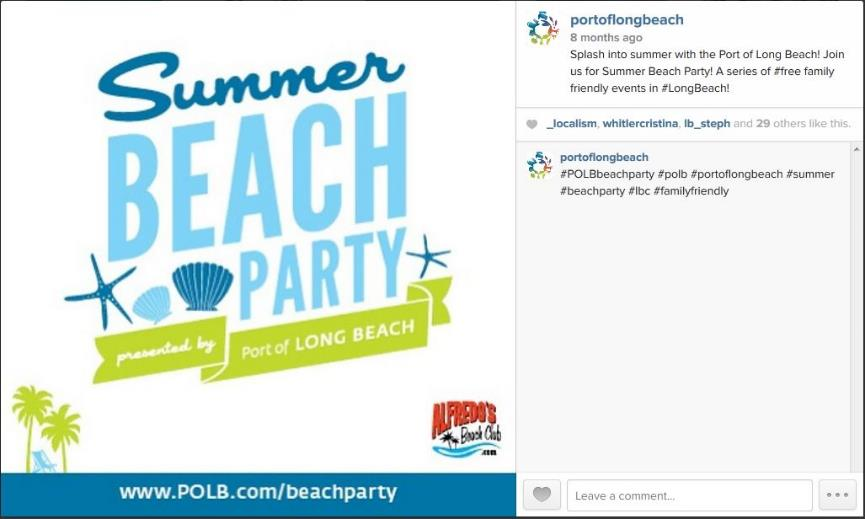 Summer
BEACH
PARTY
presented by Port of LONG BEACH
ALFREDO'S
Beach Club
.com
www.POLB.com/beachparty
portoflongbeach
8 months ago
Splash into summer with the Port of Long Beach! Join
us for Summer Beach Party! A series of #free family
friendly events in #LongBeach!
_localism, whitlercristina, lb_steph and 29 others like this.
portoflongbeach
#POLBbeachparty #polb #portoflongbeach #summer
#beachparty #lbc #familyfriendly
Leave a comment...